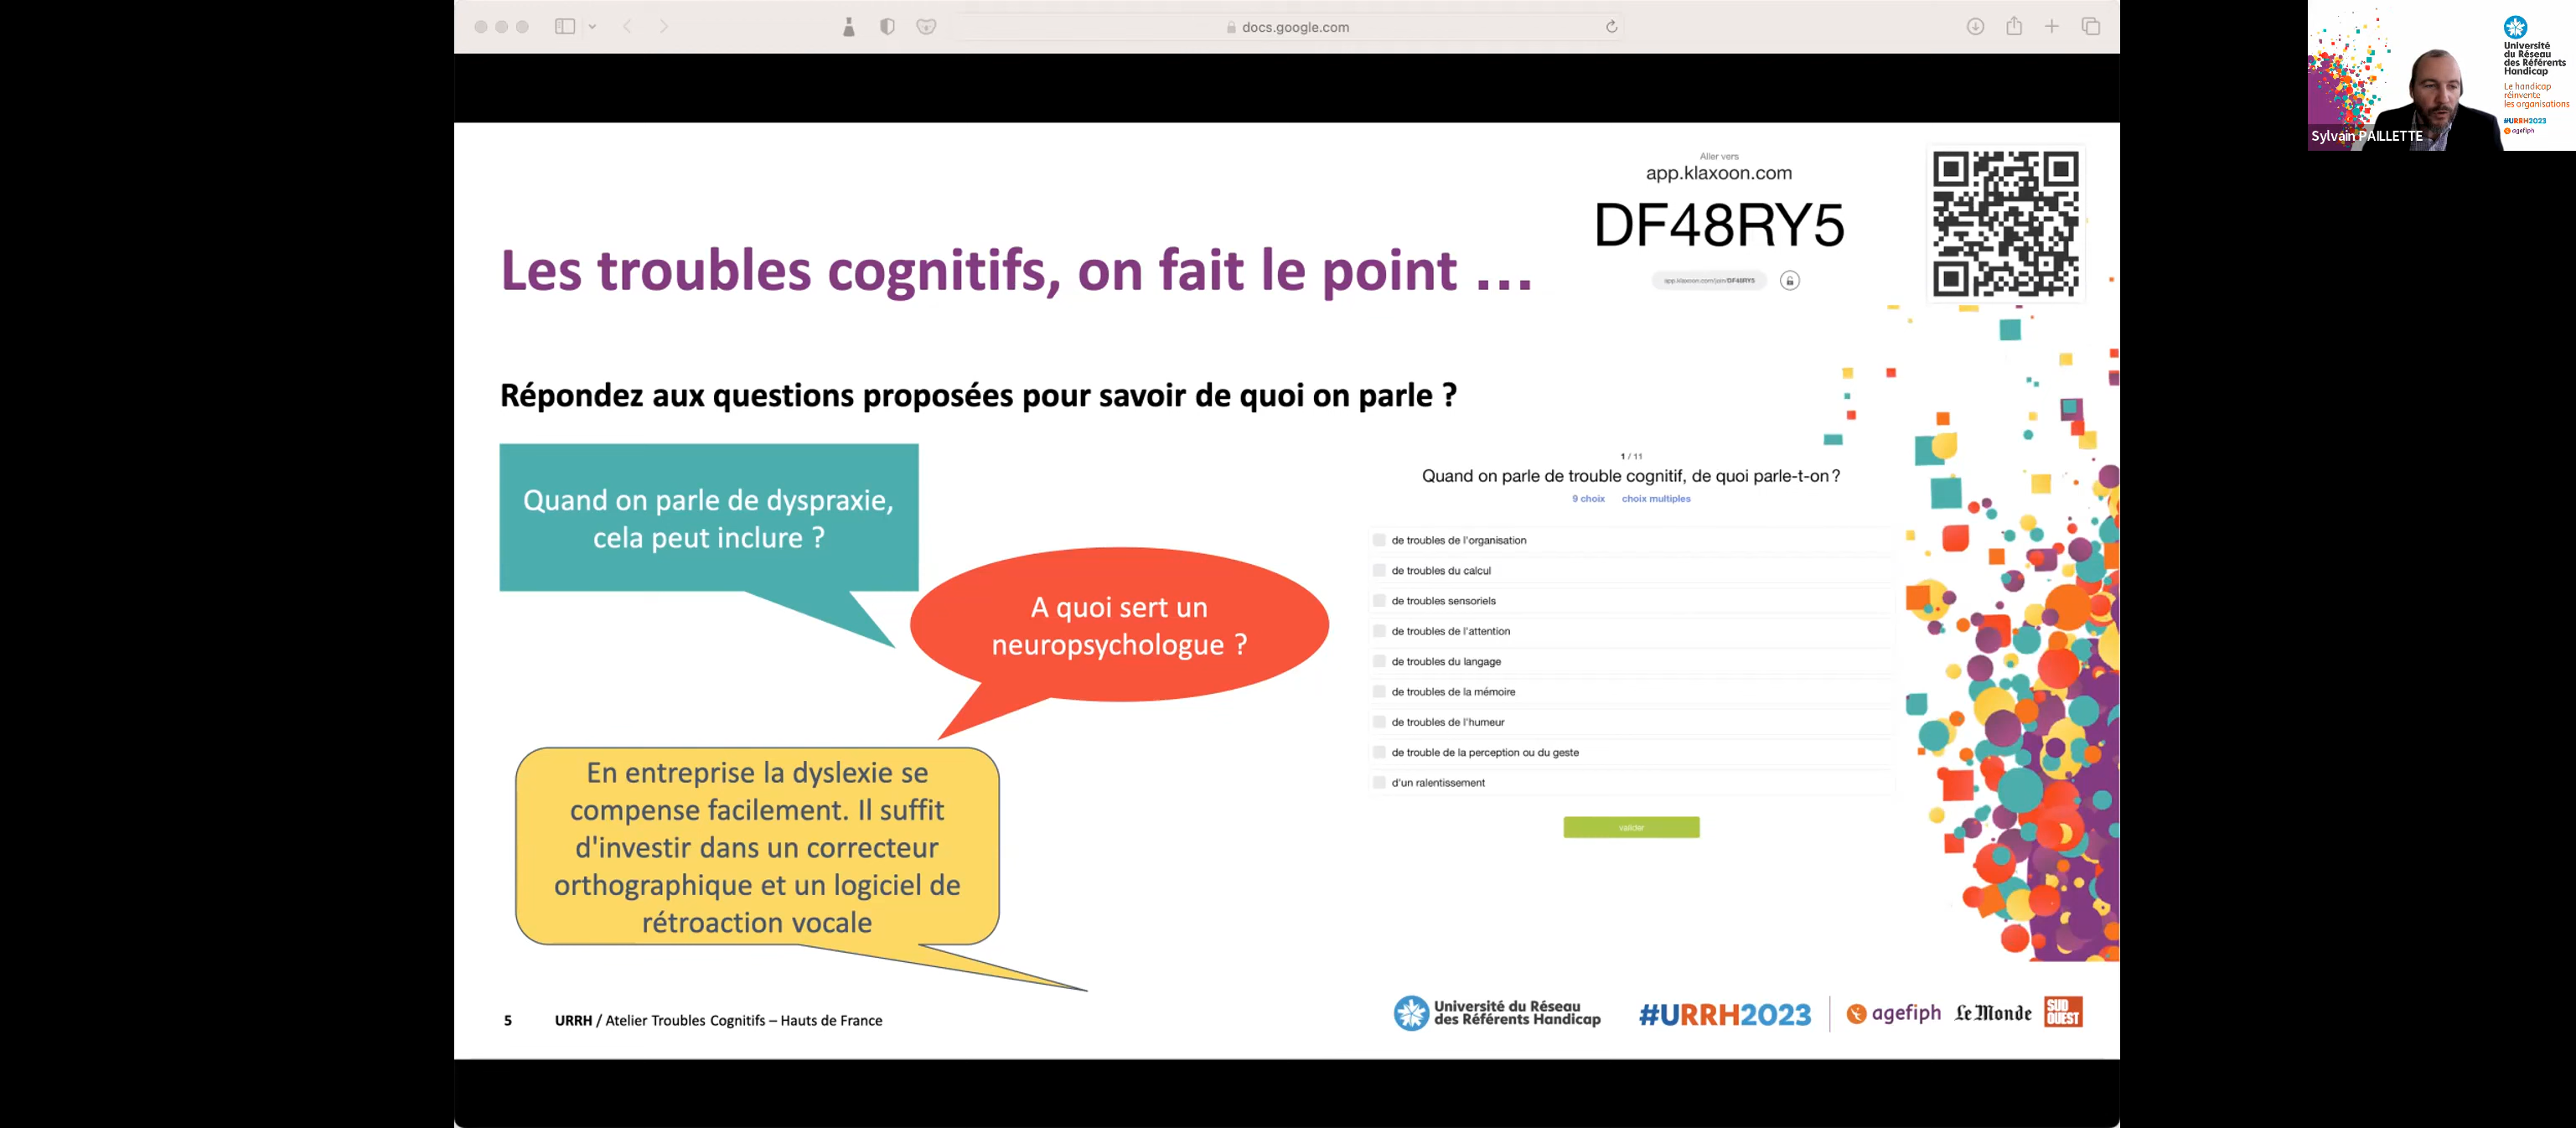 docs.google.com
Université
du Réseau
des Référents
Handicap
Le handicap
réinvente
les organisations
#URRH2023
agefiph
Sylvain PAILLETTE
Aller vers
app.klaxoon.com
DF48RY5
app.klaxoon.com/join/DF48RY5
Les troubles cognitifs, on fait le point ...
Répondez aux questions proposées pour savoir de quoi on parle ?
Quand on parle de dyspraxie,
cela peut inclure ?
A quoi sert un
neuropsychologue ?
En entreprise la dyslexie se
compense facilement. Il suffit
d'investir dans un correcteur
orthographique et un logiciel de
rétroaction vocale
1 / 11
Quand on parle de trouble cognitif, de quoi parle-t-on ?
9 choix choix multiples
de troubles de l'organisation
de troubles du calcul
de troubles sensoriels
de troubles de l'attention
de troubles du langage
de troubles de la mémoire
de troubles de l'humeur
de trouble de la perception ou du geste
d'un ralentissement
valider
5 URRH / Atelier Troubles Cognitifs – Hauts de France
Université du Réseau
des Référents Handicap
#URRH2023
agefiph
Le Monde
SUD
OUEST